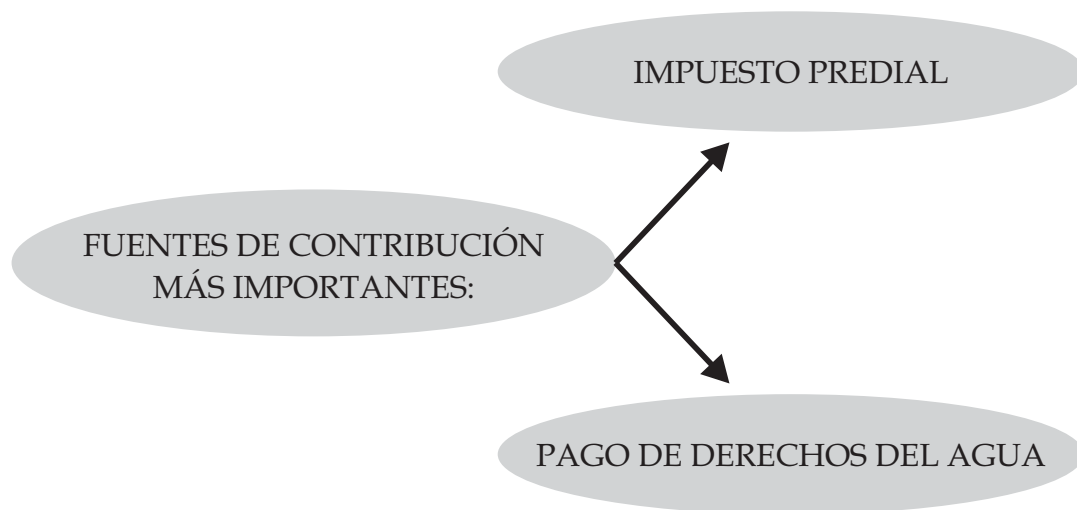 IMPUESTO PREDIAL
FUENTES DE CONTRIBUCIÓN
MÁS IMPORTANTES:
PAGO DE DERECHOS DEL AGUA